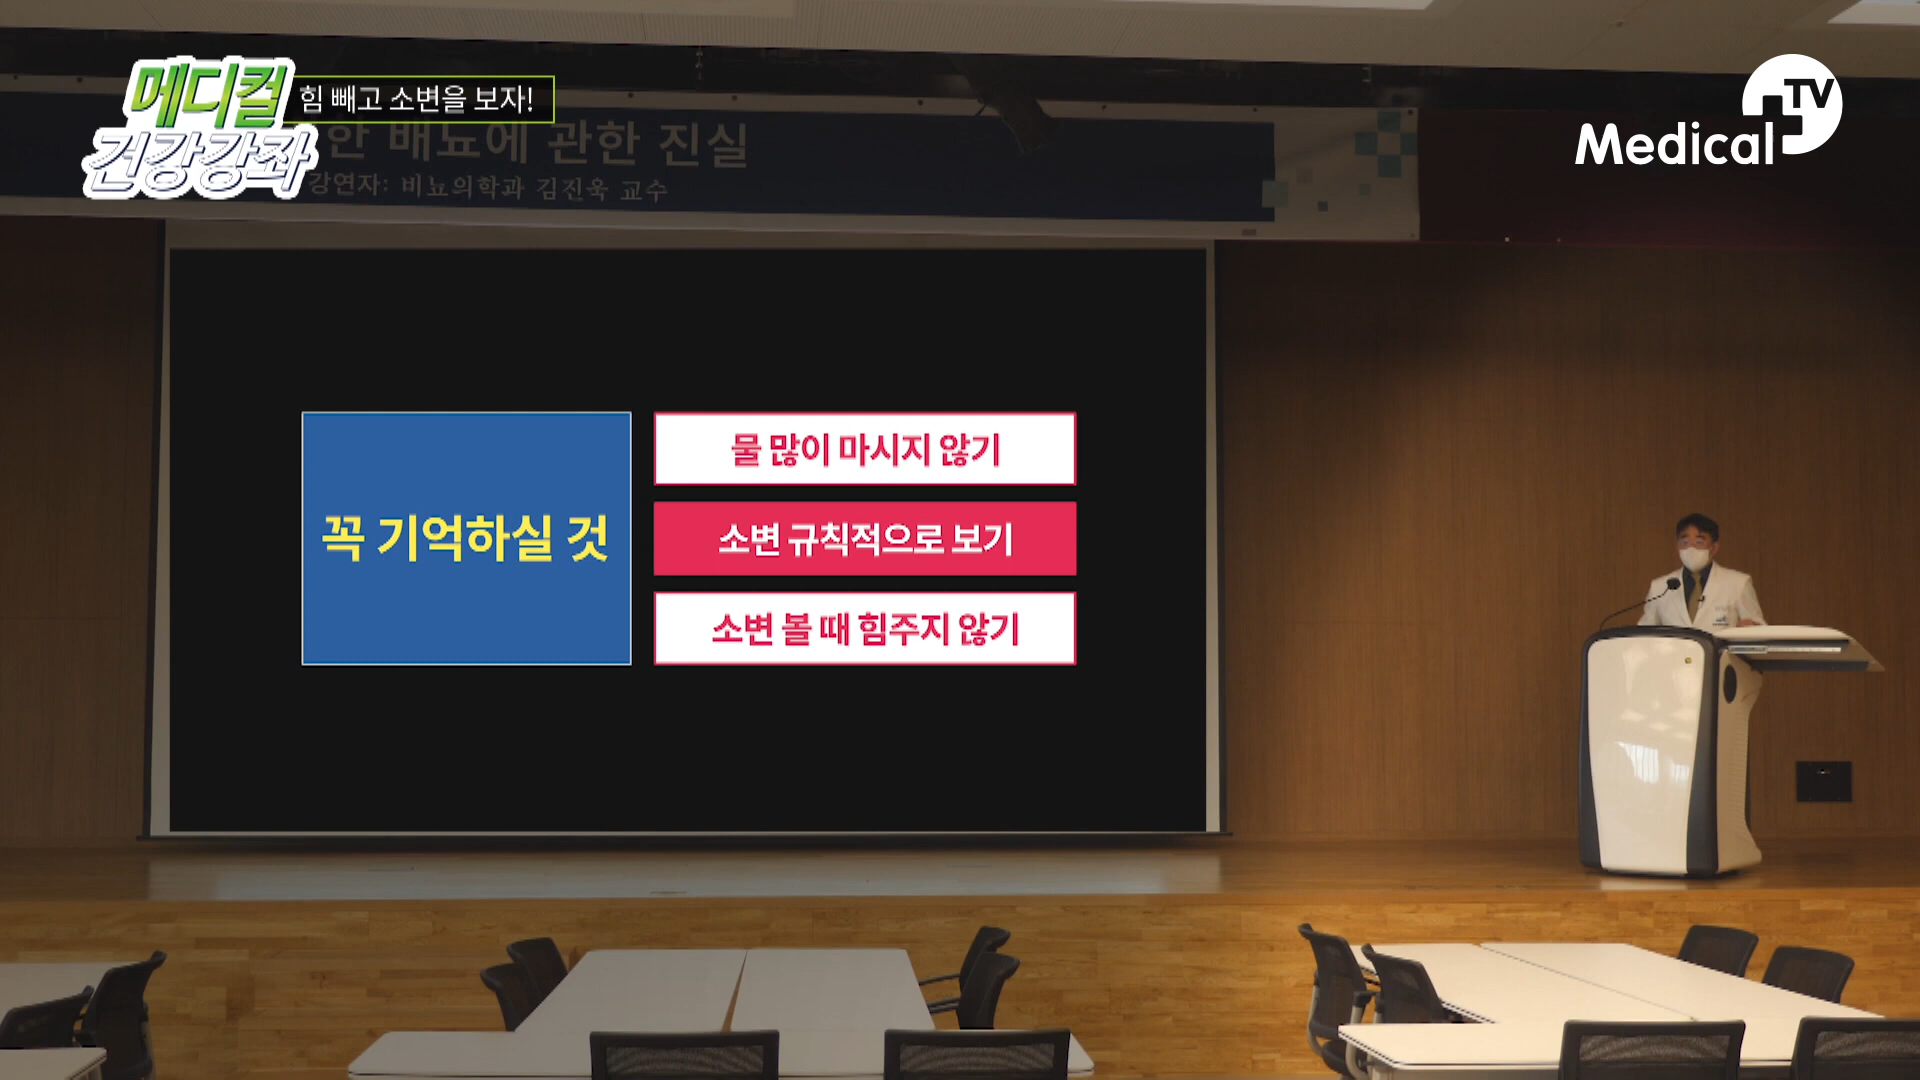 메디컬
건강강좌
힘 빼고 소변을 보자!
한 배뇨에 관한 진실
강연자: 비뇨의학과 김진욱 교수
Medical TV
꼭 기억하실 것
물 많이 마시지 않기
소변 규칙적으로 보기
소변 볼 때 힘주지 않기